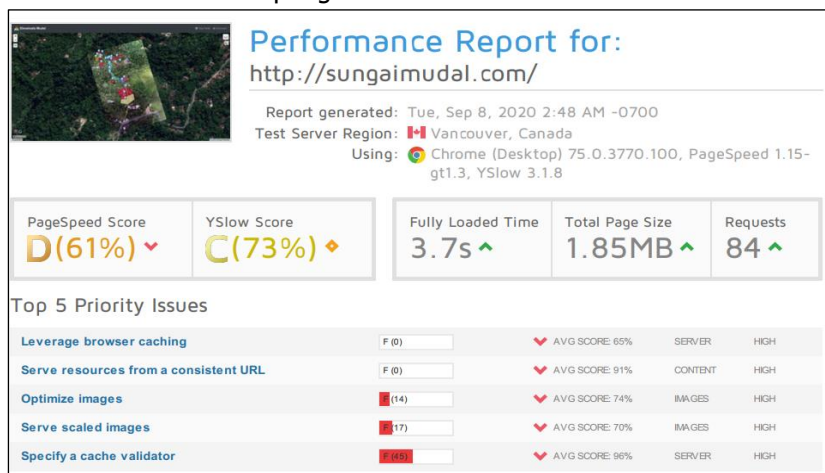 Performance Report for:
http://sungaimudal.com/
Report generated: Tue, Sep 8, 2020 2:48 AM -0700
Test Server Region: Vancouver, Canada
Using: Chrome (Desktop) 75.0.3770.100, PageSpeed 1.15-
gt1.3, YSlow 3.1.8
PageSpeed Score YSlow Score Fully Loaded Time Total Page Size Requests
D(61%) C(73%) 3.7s 1.85MB 84
Top 5 Priority Issues
Leverage browser caching F (0) AVG SCORE: 65% SERVER HIGH
Serve resources from a consistent URL F (0) AVG SCORE: 91% CONTENT HIGH
Optimize images F (14) AVG SCORE: 74% IMAGES HIGH
Serve scaled images F (17) AVG SCORE: 70% IMAGES HIGH
Specify a cache validator F (45) AVG SCORE: 96% SERVER HIGH